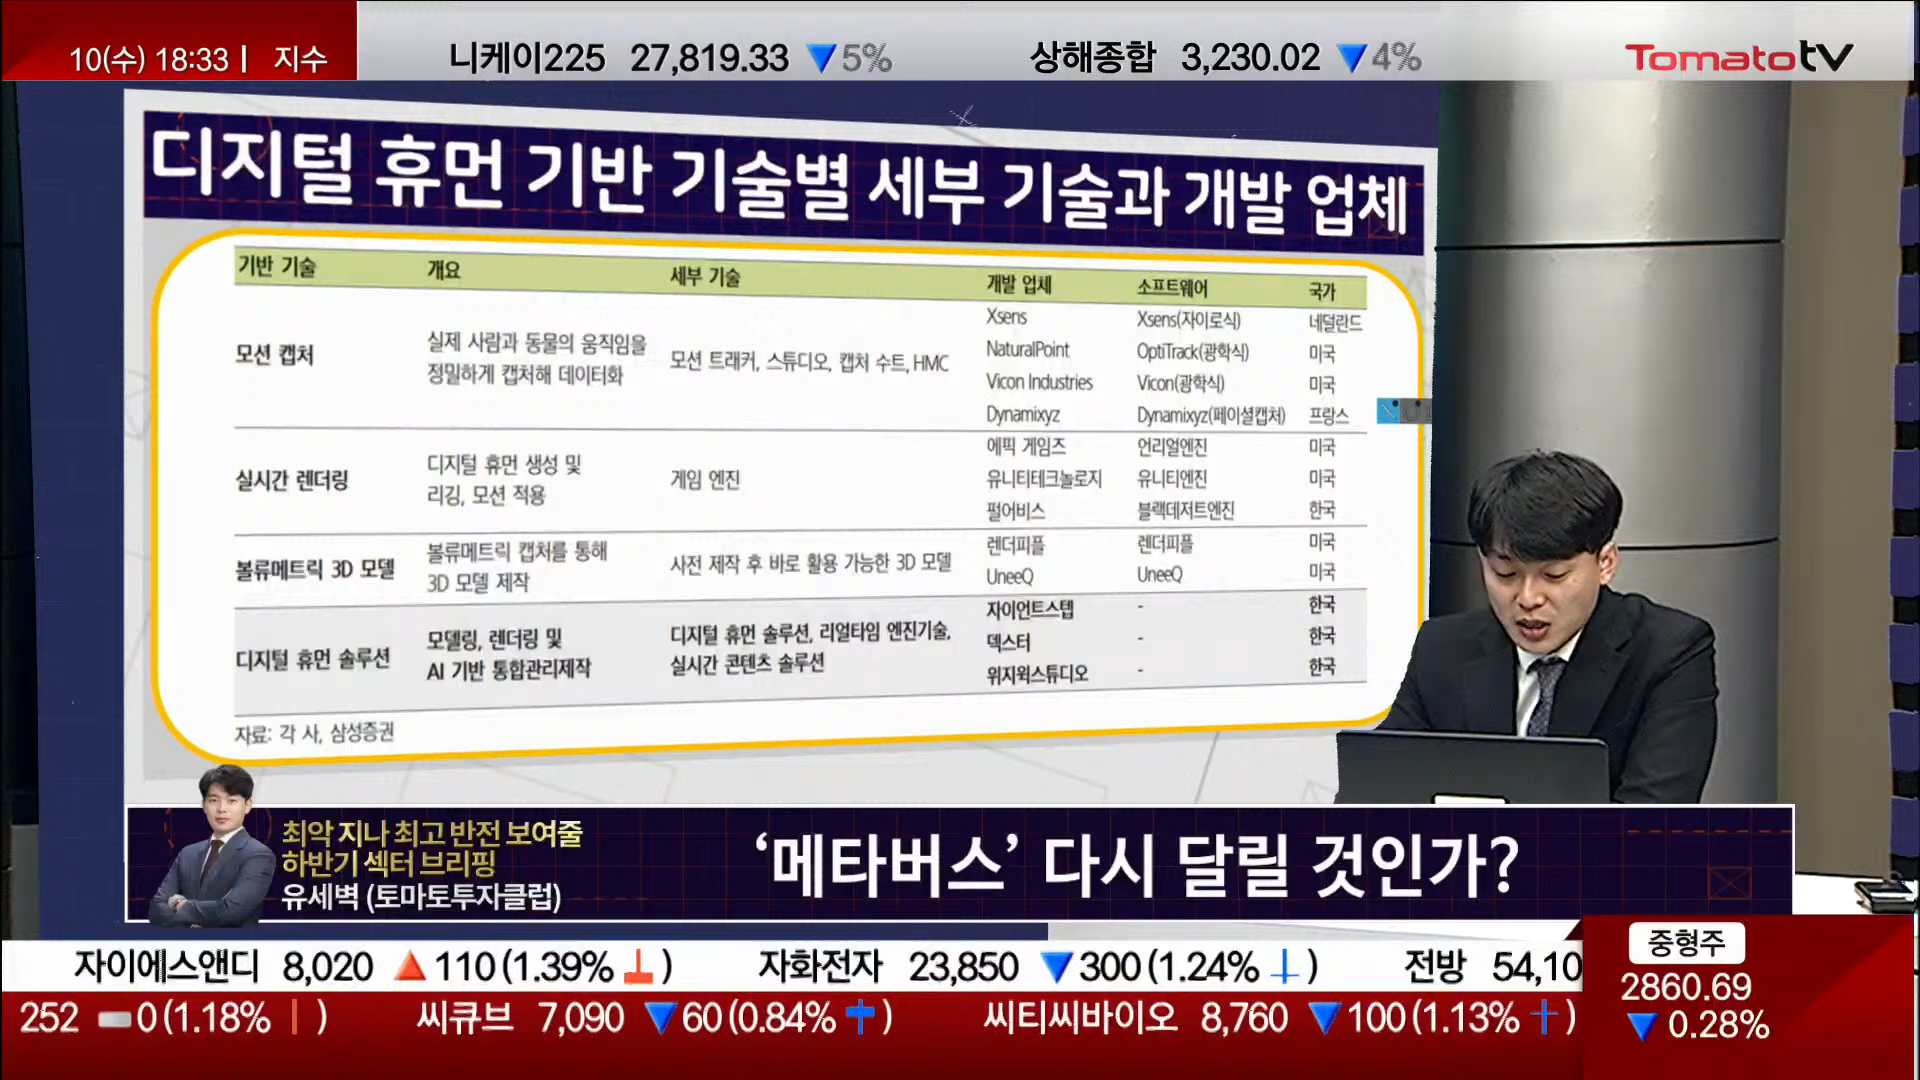 10(수) 18:33 | 지수
니케이225 27,819.33 ▼5%
상해종합 3,230.02 ▼4%
Tomatotv
디지털 휴먼 기반 기술별 세부 기술과 개발 업체
기반 기술 개요 세부 기술 개발 업체 소프트웨어 국가
모션 캡처
실제 사람과 동물의 움직임을
정밀하게 캡처해 데이터화
모션 트래커, 스튜디오, 캡처 수트, HMC
Xsens Xsens(자이로식) 네덜란드
NaturalPoint OptiTrack(광학식) 미국
Vicon Industries Vicon(광학식) 미국
Dynamixyz Dynamixyz(페이셜캡처) 프랑스
실시간 렌더링
디지털 휴먼 생성 및
리깅, 모션 적용
게임 엔진
에픽 게임즈 언리얼엔진 미국
유니티테크놀로지 유니티엔진 미국
펄어비스 블랙데저트엔진 한국
볼류메트릭 3D 모델
볼류메트릭 캡처를 통해
3D 모델 제작
사전 제작 후 바로 활용 가능한 3D 모델
렌더피플 렌더피플 미국
UneeQ UneeQ 미국
디지털 휴먼 솔루션
모델링, 렌더링 및
AI 기반 통합관리제작
디지털 휴먼 솔루션, 리얼타임 엔진기술,
실시간 콘텐츠 솔루션
자이언트스텝 - 한국
덱스터 - 한국
위지윅스튜디오 - 한국
자료: 각 사, 삼성증권
최악 지나 최고 반전 보여줄
하반기 섹터 브리핑
유세벽 (토마토투자클럽)
‘메타버스’ 다시 달릴 것인가?
자이에스앤디 8,020 ▲110(1.39% ) 자화전자 23,850 ▼300(1.24% ) 전방 54,10
252 0(1.18% ) 씨큐브 7,090 ▼60(0.84% ) 씨티씨바이오 8,760 ▼100(1.13% )
중형주
2860.69
▼ 0.28%